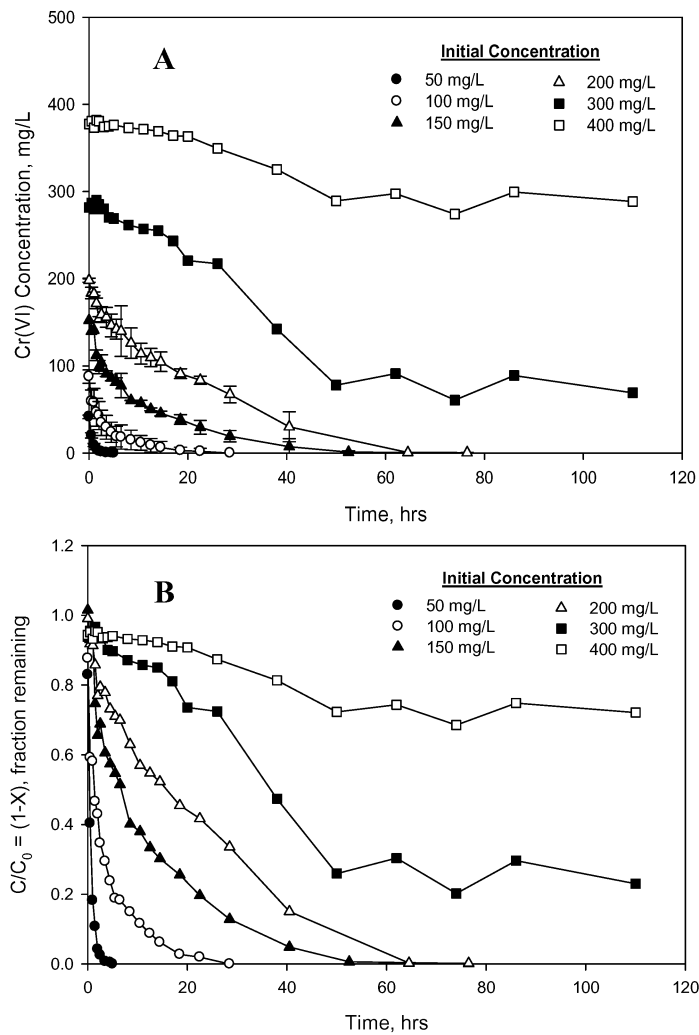 500
400
300
200
100
0
Cr(VI) Concentration, mg/L
A
Initial Concentration
50 mg/L
100 mg/L
150 mg/L
200 mg/L
300 mg/L
400 mg/L
0 20 40 60 80 100 120
Time, hrs
1.2
1.0
0.8
0.6
0.4
0.2
0.0
C/C0 = (1-X), fraction remaining
B
Initial Concentration
50 mg/L
100 mg/L
150 mg/L
200 mg/L
300 mg/L
400 mg/L
0 20 40 60 80 100 120
Time, hrs